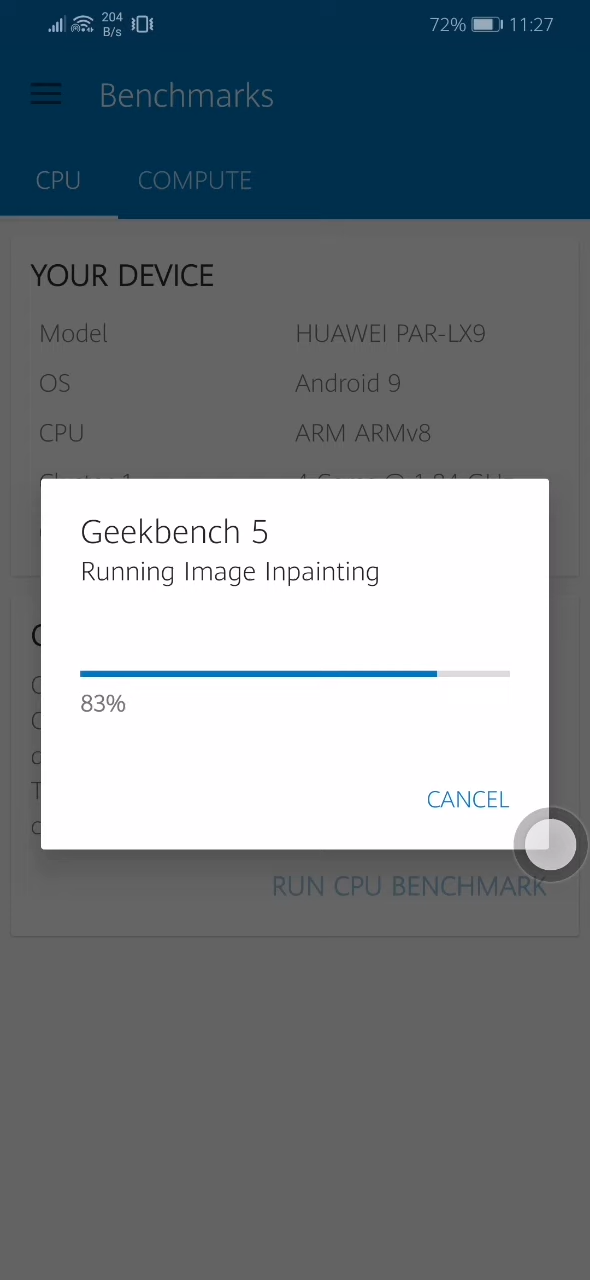 204
B/s
72%
11:27
Benchmarks
CPU
COMPUTE
YOUR DEVICE
Model HUAWEI PAR-LX9
OS Android 9
CPU ARM ARMv8
Geekbench 5
Running Image Inpainting
83%
CANCEL
RUN CPU BENCHMARK